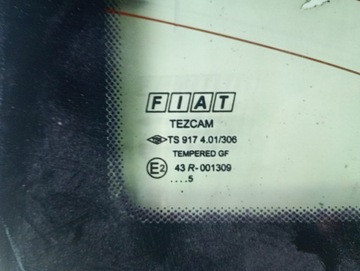 FIAT
TEZCAM
TS 917 4.01/306
TEMPERED GF
E2 43 R-001309
....5